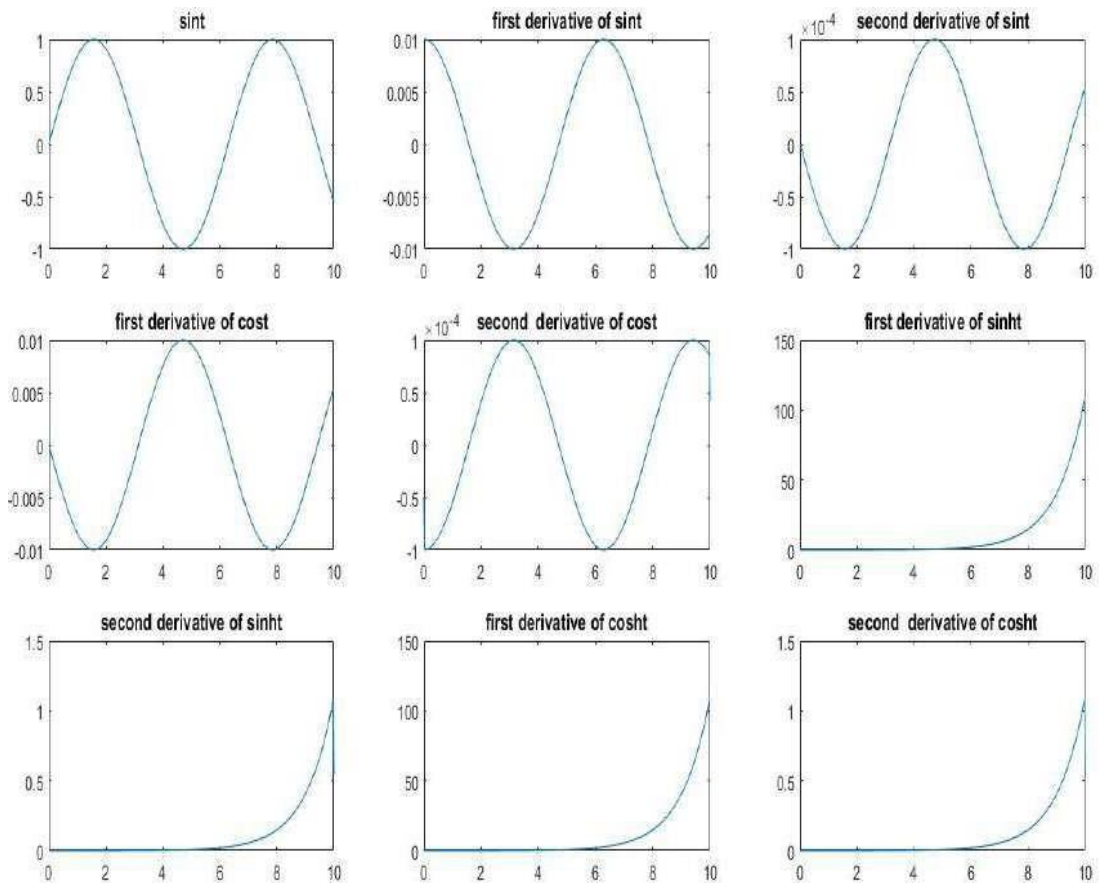 sint
1
0.5
0
-0.5
-1
0 2 4 6 8 10
first derivative of sint
0.01
0.005
0
-0.005
-0.01
0 2 4 6 8 10
second derivative of sint
×10-4
1
0.5
0
-0.5
-1
0 2 4 6 8 10
first derivative of cost
0.01
0.005
0
-0.005
-0.01
0 2 4 6 8 10
second derivative of cost
×10-4
1
0.5
0
-0.5
-1
0 2 4 6 8 10
first derivative of sinht
150
100
50
0
0 2 4 6 8 10
second derivative of sinht
1.5
1
0.5
0
0 2 4 6 8 10
first derivative of cosht
150
100
50
0
0 2 4 6 8 10
second derivative of cosht
1.5
1
0.5
0
0 2 4 6 8 10